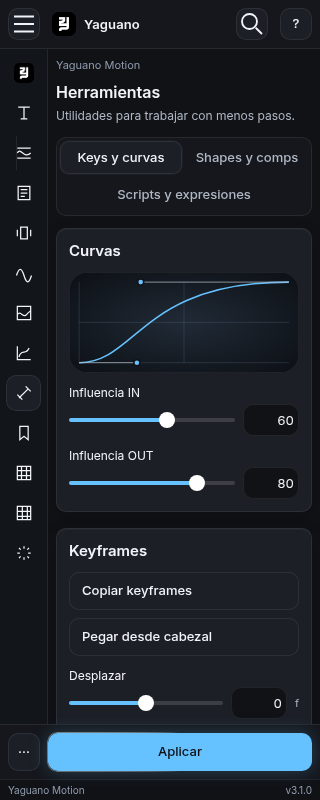 Yaguano
?
Yaguano Motion
Herramientas
Utilidades para trabajar con menos pasos.
Keys y curvas
Shapes y comps
Scripts y expresiones
Curvas
Influencia IN
60
Influencia OUT
80
Keyframes
Copiar keyframes
Pegar desde cabezal
Desplazar
0 f
...
Aplicar
Yaguano Motion
v3.1.0